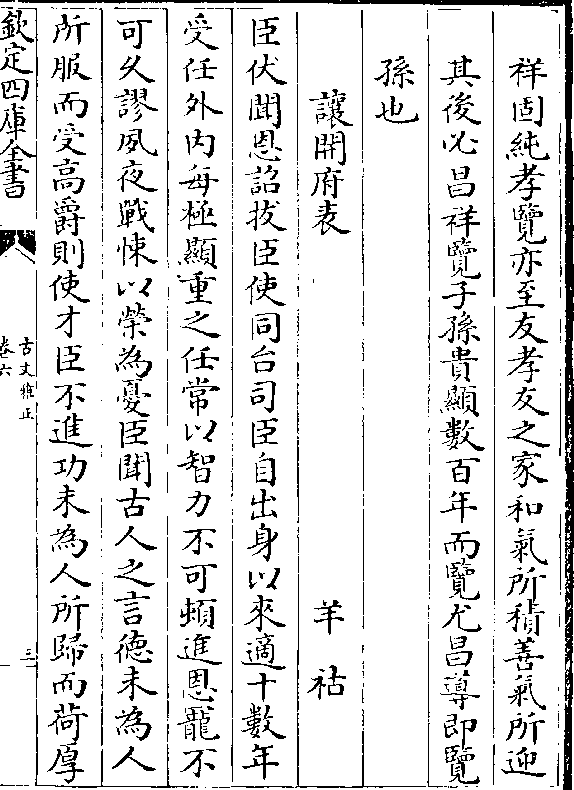 祥固純孝覽亦至友孝友之家和氣所積善氣所迎
其後必昌祥覽子孫貴顯數百年而覽尤昌導即覽
孫也
讓開府表 羊祜
臣伏聞恩詔拔臣使同台司臣自出身以來適十數年
受任外内毎極顯重之任常以智力不可頓進恩寵不
可乆謬夙夜戰悚以榮為憂臣聞古人之言德未為人
所服而受高爵則使才臣不進功未為人所歸而荷厚
欽定四庫全書
古文雅正
卷六
三